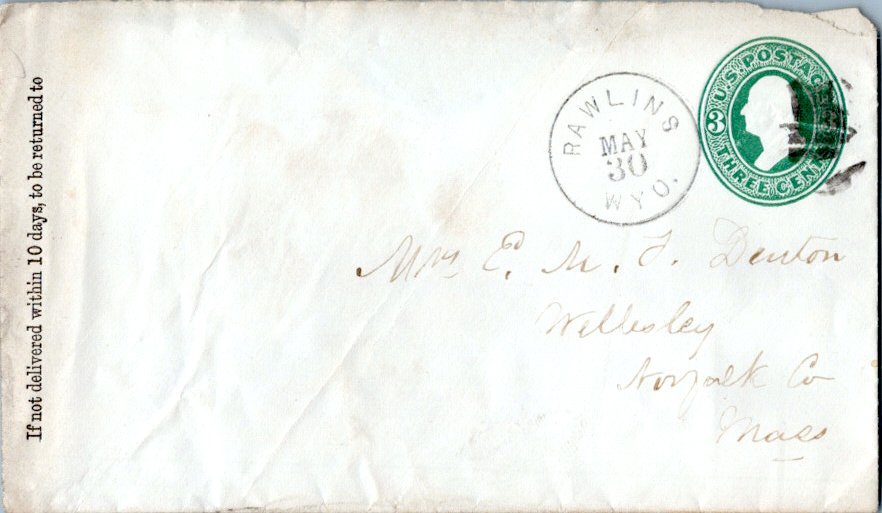 If not delivered within 10 days, to be returned to
RAWLINS
MAY
30
WYO.
U.S. POSTAGE
3
THREE CENTS
Mrs E. M. F. Denton
Wellesley
Norfolk Co
Mass